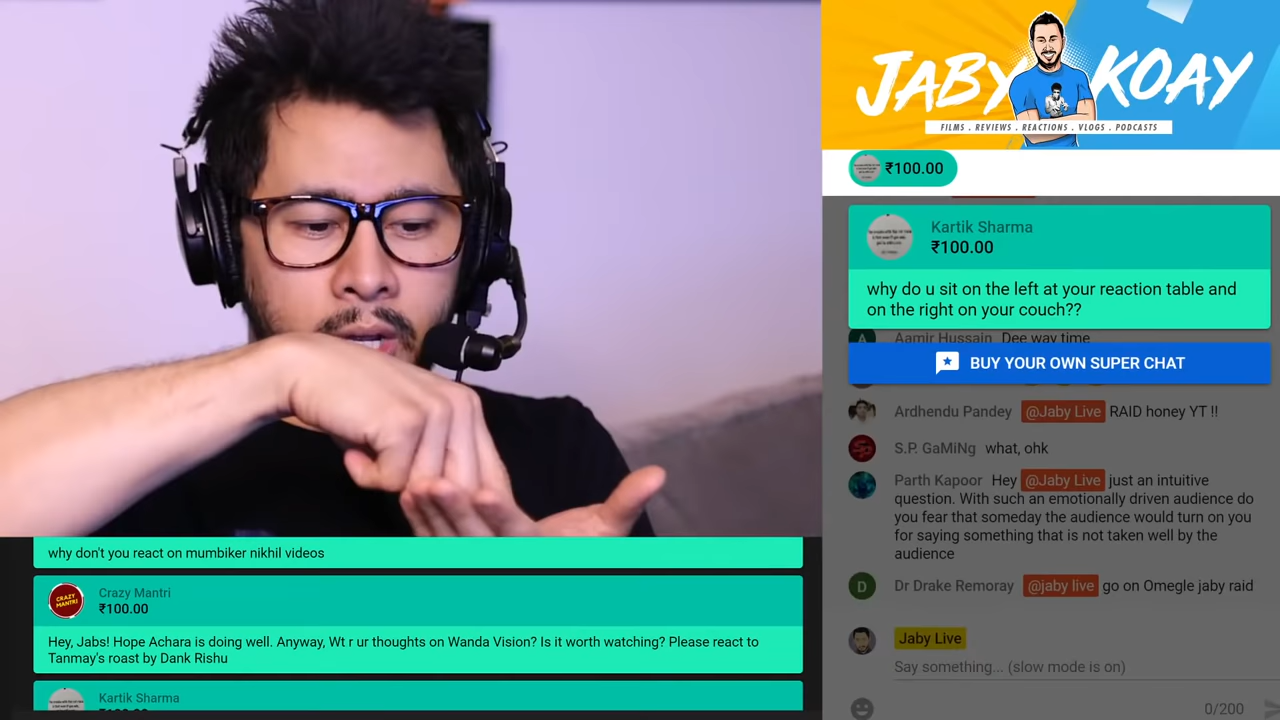 JABY KOAY
FILMS . REVIEWS . REACTIONS . VLOGS . PODCASTS
₹100.00
Kartik Sharma
₹100.00
why do u sit on the left at your reaction table and
on the right on your couch??
Aamir Hussain Dee way time
BUY YOUR OWN SUPER CHAT
Ardhendu Pandey @Jaby Live RAID honey YT !!
S.P. GaMiNg what, ohk
Parth Kapoor Hey @Jaby Live just an intuitive
question. With such an emotionally driven audience do
you fear that someday the audience would turn on you
for saying something that is not taken well by the
audience
D Dr Drake Remoray @jaby live go on Omegle jaby raid
Jaby Live
Say something... (slow mode is on)
0/200
why don't you react on mumbiker nikhil videos
CRAZY
MANTRI
Crazy Mantri
₹100.00
Hey, Jabs! Hope Achara is doing well. Anyway, Wt r ur thoughts on Wanda Vision? Is it worth watching? Please react to
Tanmay's roast by Dank Rishu
Kartik Sharma